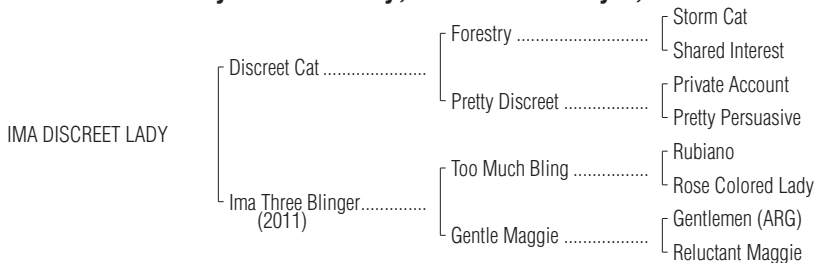 Forestry ..............................
Storm Cat
Shared Interest
Discreet Cat ......................
Pretty Discreet ...................
Private Account
Pretty Persuasive
IMA DISCREET LADY
Too Much Bling .................
Rubiano
Rose Colored Lady
Ima Three Blinger..............
(2011)
Gentle Maggie ...................
Gentlemen (ARG)
Reluctant Maggie